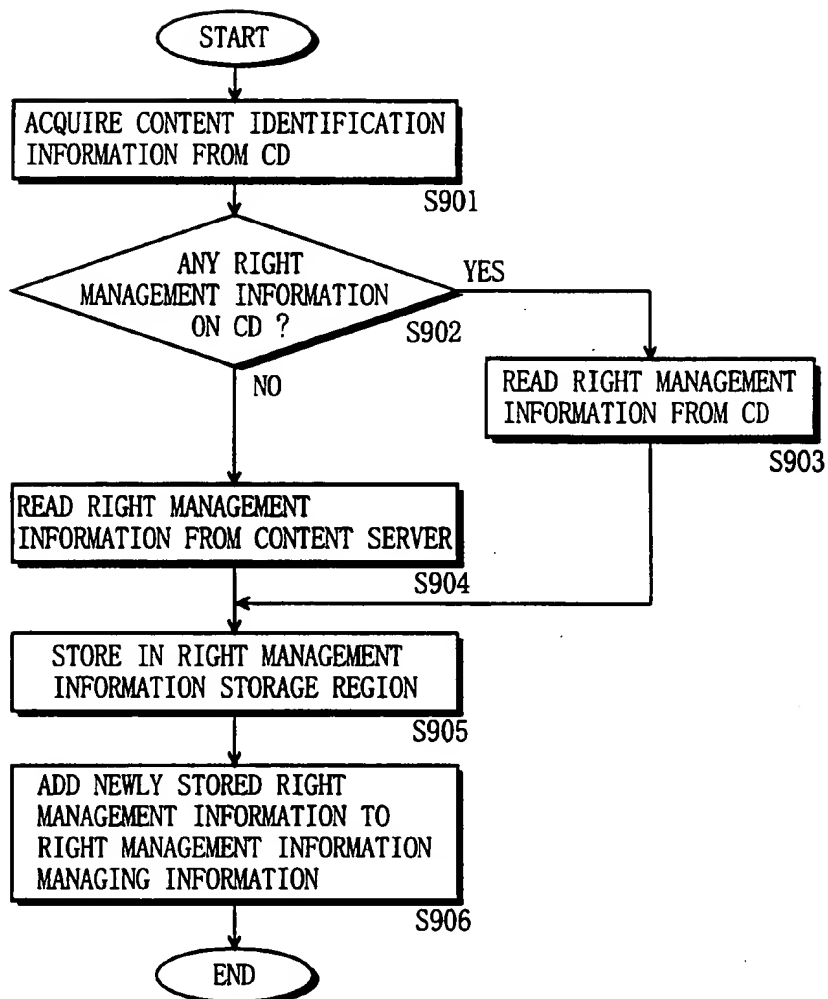 START
ACQUIRE CONTENT IDENTIFICATION
INFORMATION FROM CD
S901
ANY RIGHT
MANAGEMENT INFORMATION
ON CD ?
S902
YES
NO
READ RIGHT MANAGEMENT
INFORMATION FROM CD
S903
READ RIGHT MANAGEMENT
INFORMATION FROM CONTENT SERVER
S904
STORE IN RIGHT MANAGEMENT
INFORMATION STORAGE REGION
S905
ADD NEWLY STORED RIGHT
MANAGEMENT INFORMATION TO
RIGHT MANAGEMENT INFORMATION
MANAGING INFORMATION
S906
END